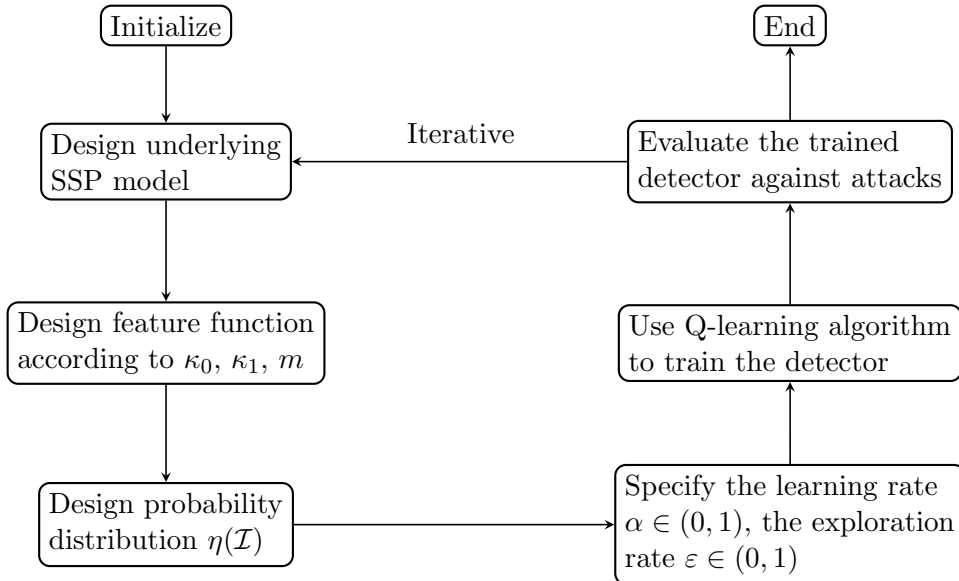 Initialize
End
Design underlying
SSP model
Iterative
Evaluate the trained
detector against attacks
Design feature function
according to κ₀, κ₁, m
Use Q-learning algorithm
to train the detector
Design probability
distribution η(ℐ)
Specify the learning rate
α ∈ (0, 1), the exploration
rate ε ∈ (0, 1)